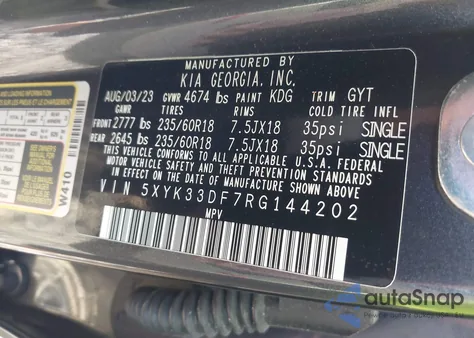 MANUFACTURED BY
KIA GEORGIA, INC.
AUG/03/23 GVWR 4674 lbs PAINT KDG TRIM GYT
GAWR TIRES RIMS COLD TIRE INFL
FRONT 2777 lbs 235/60R18 7.5JX18 35psi SINGLE
REAR 2645 lbs 235/60R18 7.5JX18 35psi SINGLE
THIS VEHICLE CONFORMS TO ALL APPLICABLE U.S.A. FEDERAL
MOTOR VEHICLE SAFETY AND THEFT PREVENTION STANDARDS
IN EFFECT ON THE DATE OF MANUFACTURE SHOWN ABOVE
VIN 5XYK33DF7RG144202
MPV
W410
autoSnap